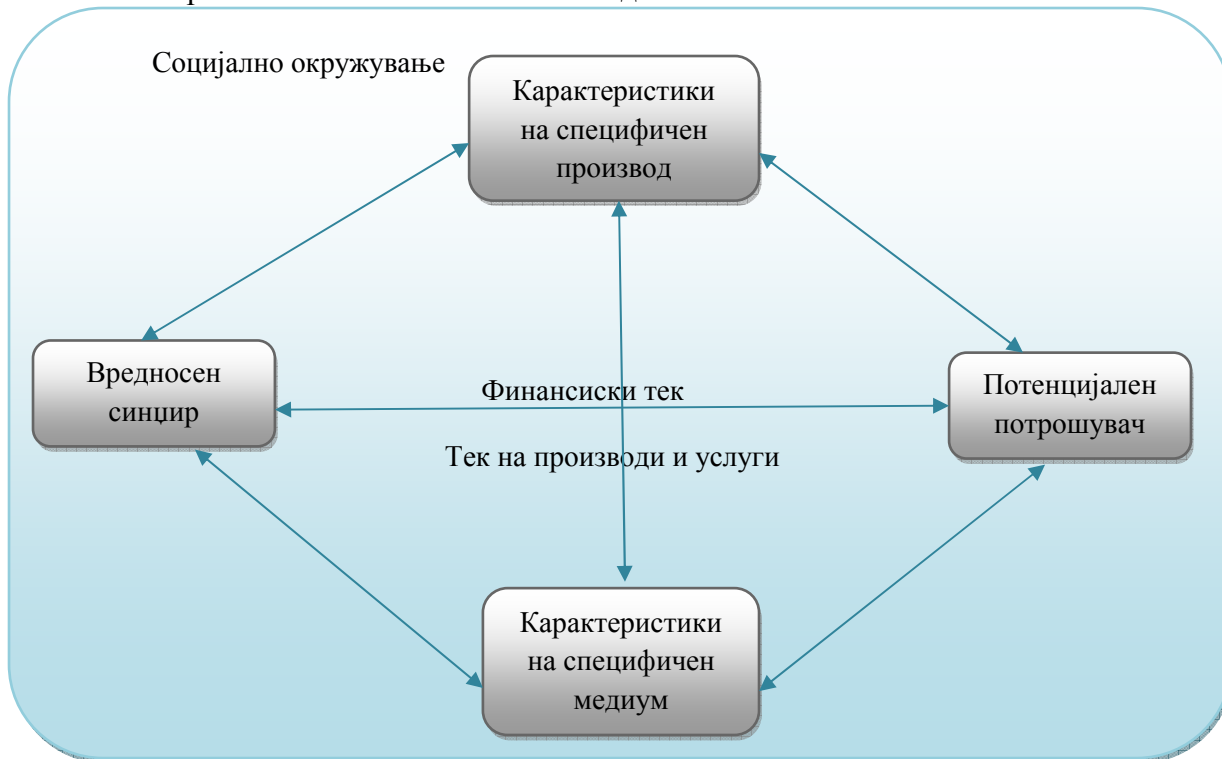 Социјално окружување
Карактеристики
на специфичен
производ
Вредносен
синџир
Финансиски тек
Потенцијален
потрошувач
Тек на производи и услуги
Карактеристики
на специфичен
медиум